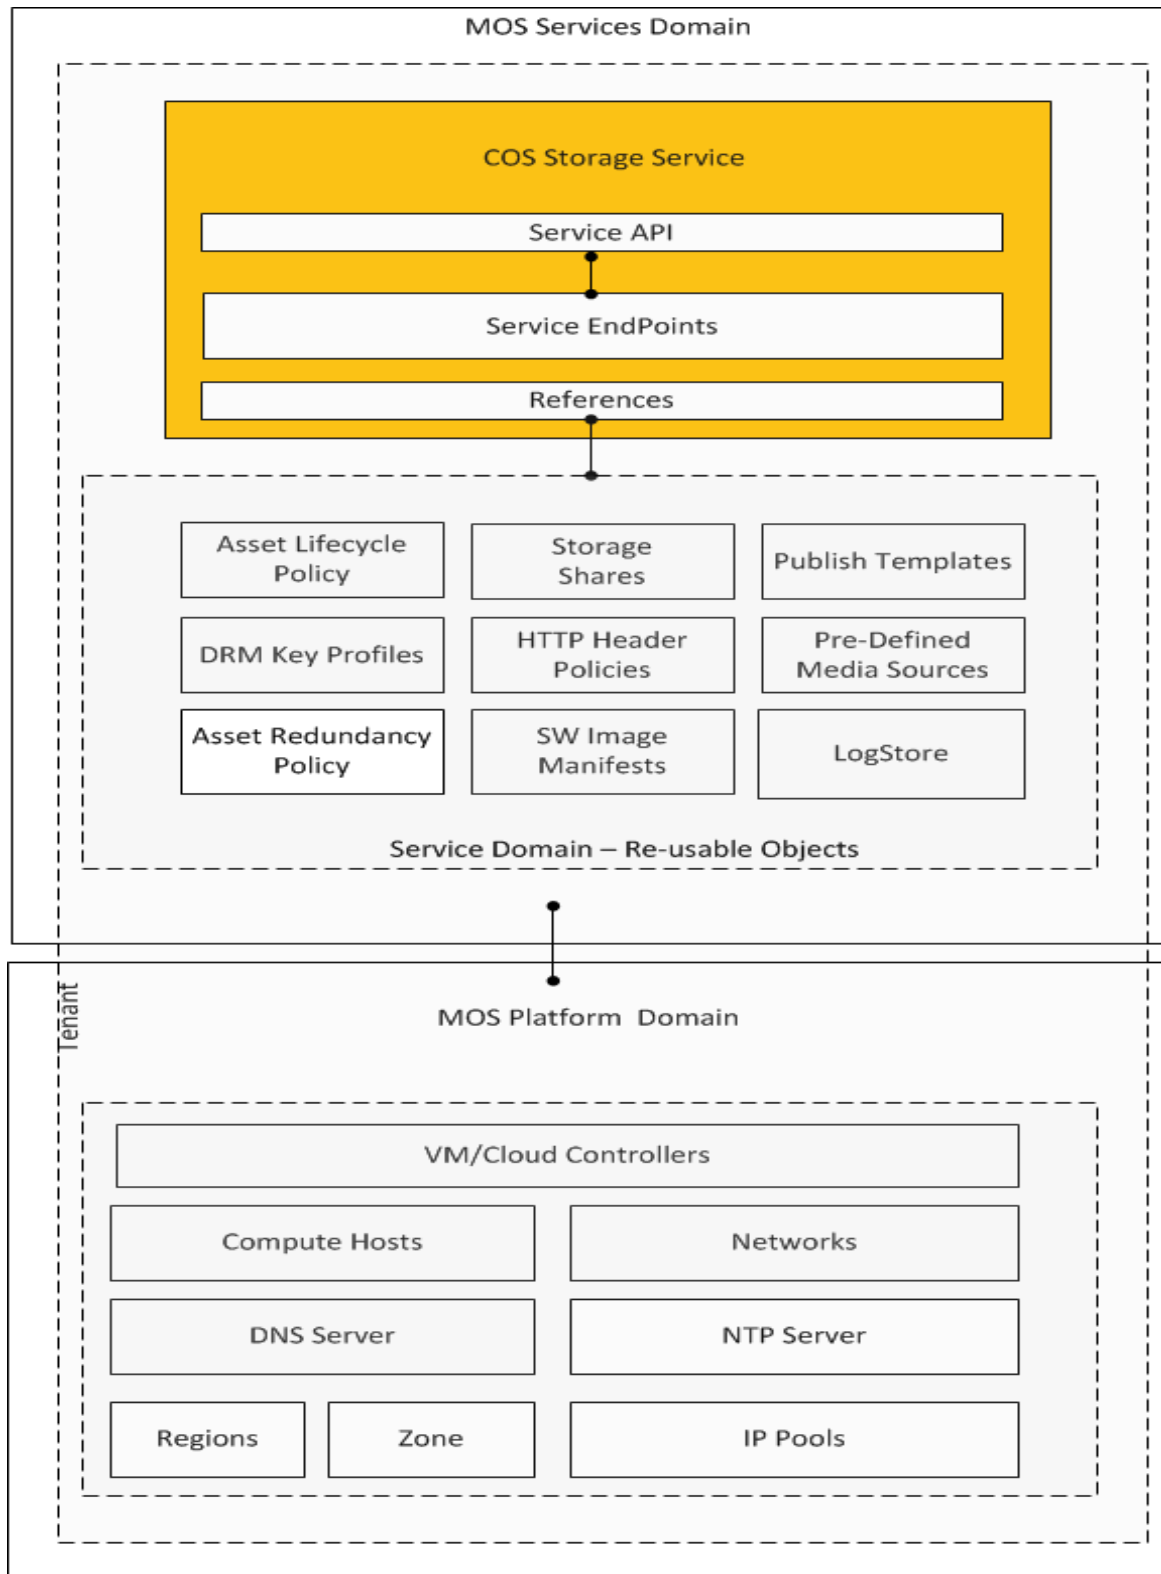 MOS Services Domain
COS Storage Service
Service API
Service EndPoints
References
Asset Lifecycle
Policy
Storage
Shares
Publish Templates
DRM Key Profiles
HTTP Header
Policies
Pre-Defined
Media Sources
Asset Redundancy
Policy
SW Image
Manifests
LogStore
Service Domain – Re-usable Objects
Tenant
MOS Platform  Domain
VM/Cloud Controllers
Compute Hosts
Networks
DNS Server
NTP Server
Regions
Zone
IP Pools